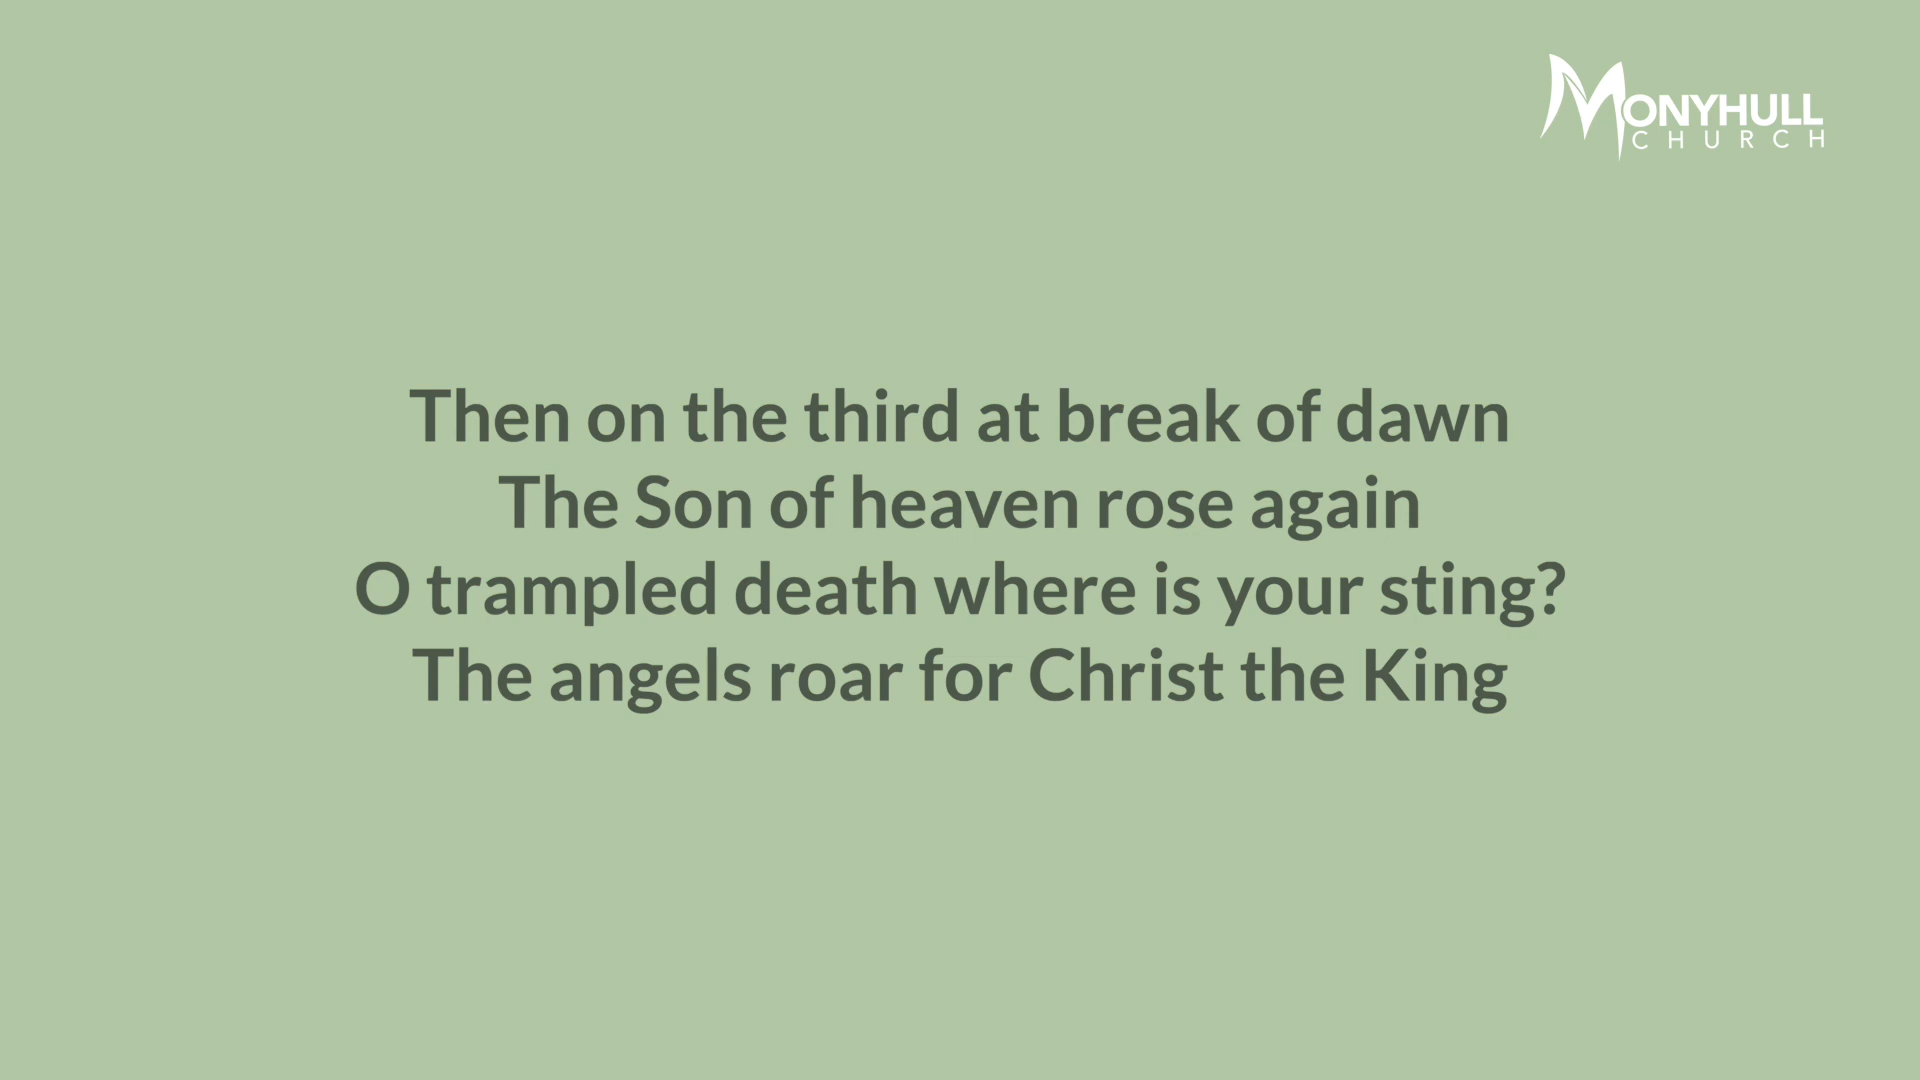 MONYHULL
CHURCH
Then on the third at break of dawn
The Son of heaven rose again
O trampled death where is your sting?
The angels roar for Christ the King